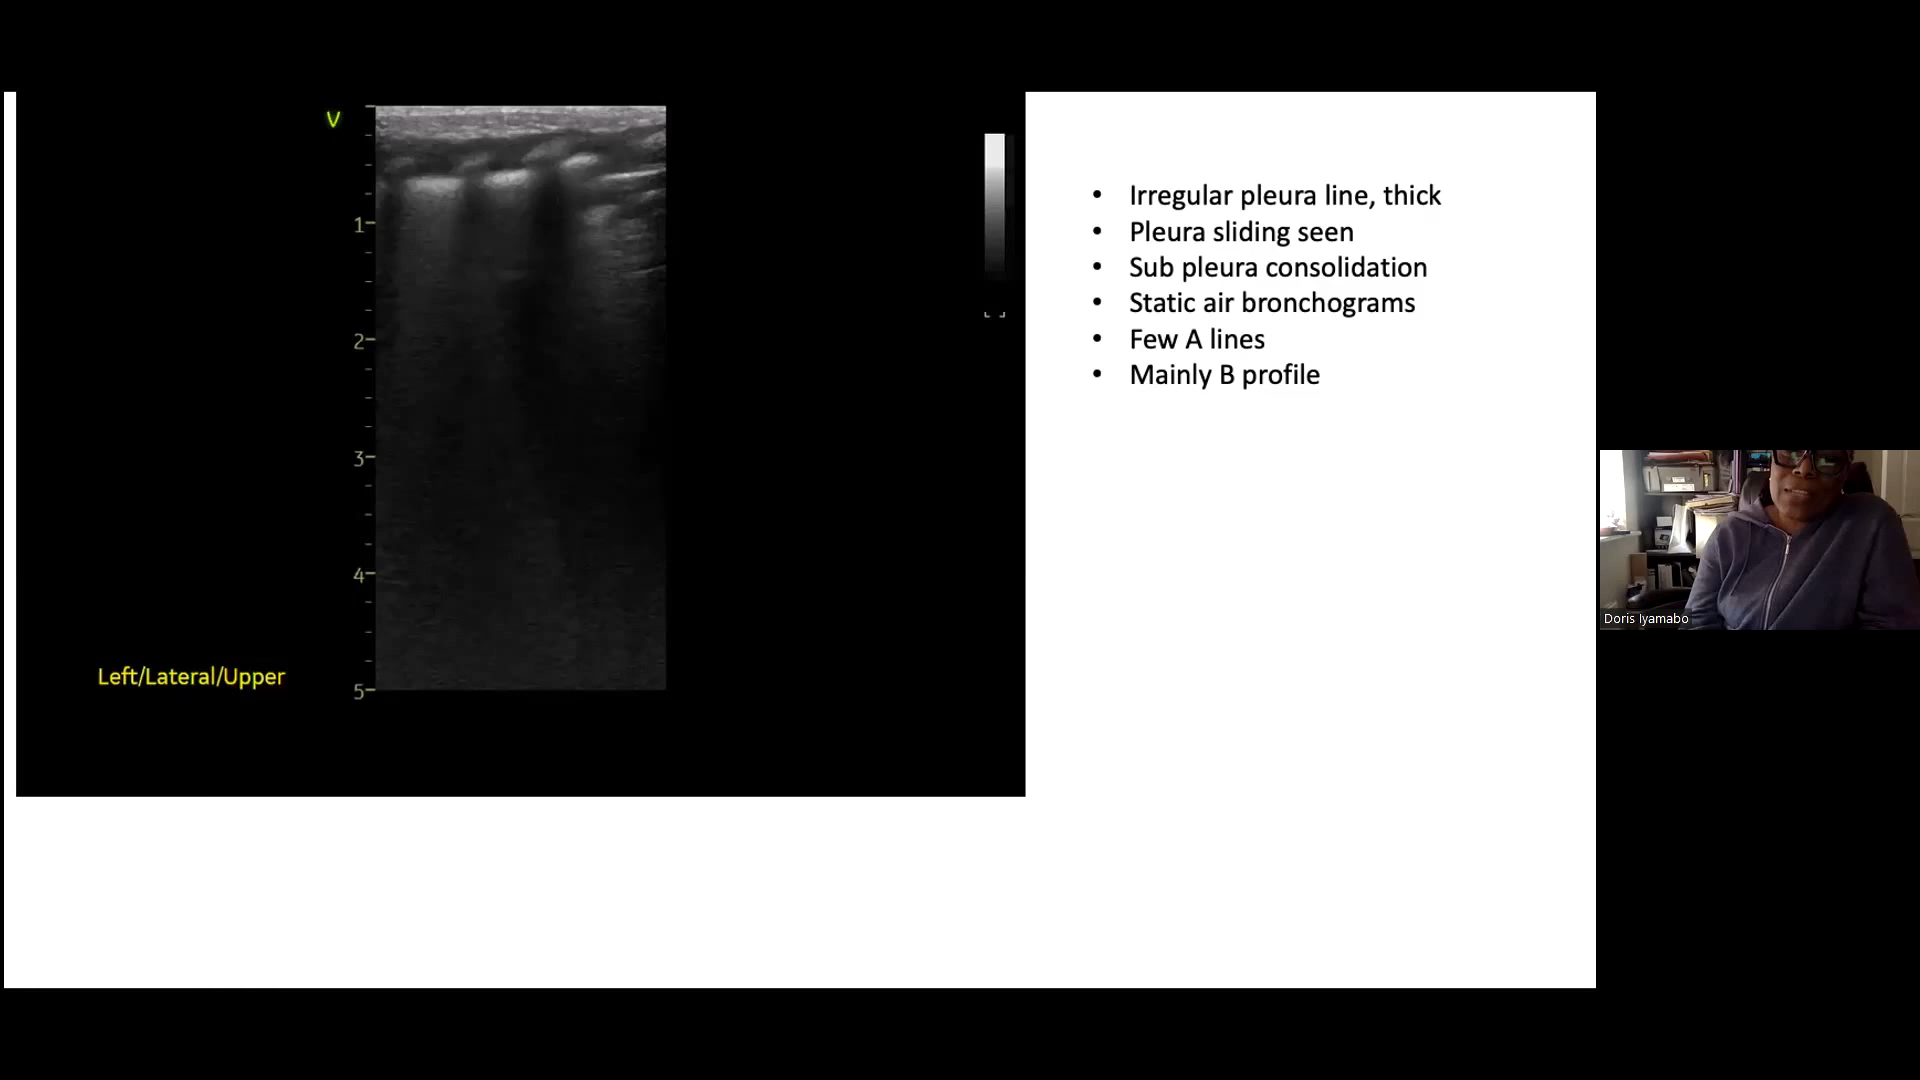 V
1
2
3
4
5
Left/Lateral/Upper
• Irregular pleura line, thick
• Pleura sliding seen
• Sub pleura consolidation
• Static air bronchograms
• Few A lines
• Mainly B profile
Doris Iyamabo